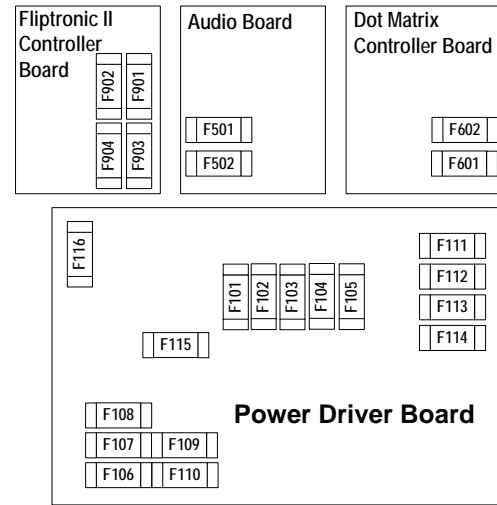 Fliptronic II
Controller
Board
F902
F901
F904
F903
Audio Board
F501
F502
Dot Matrix
Controller Board
F602
F601
F116
F101
F102
F103
F104
F105
F111
F112
F113
F114
F115
Power Driver Board
F108
F107
F109
F106
F110